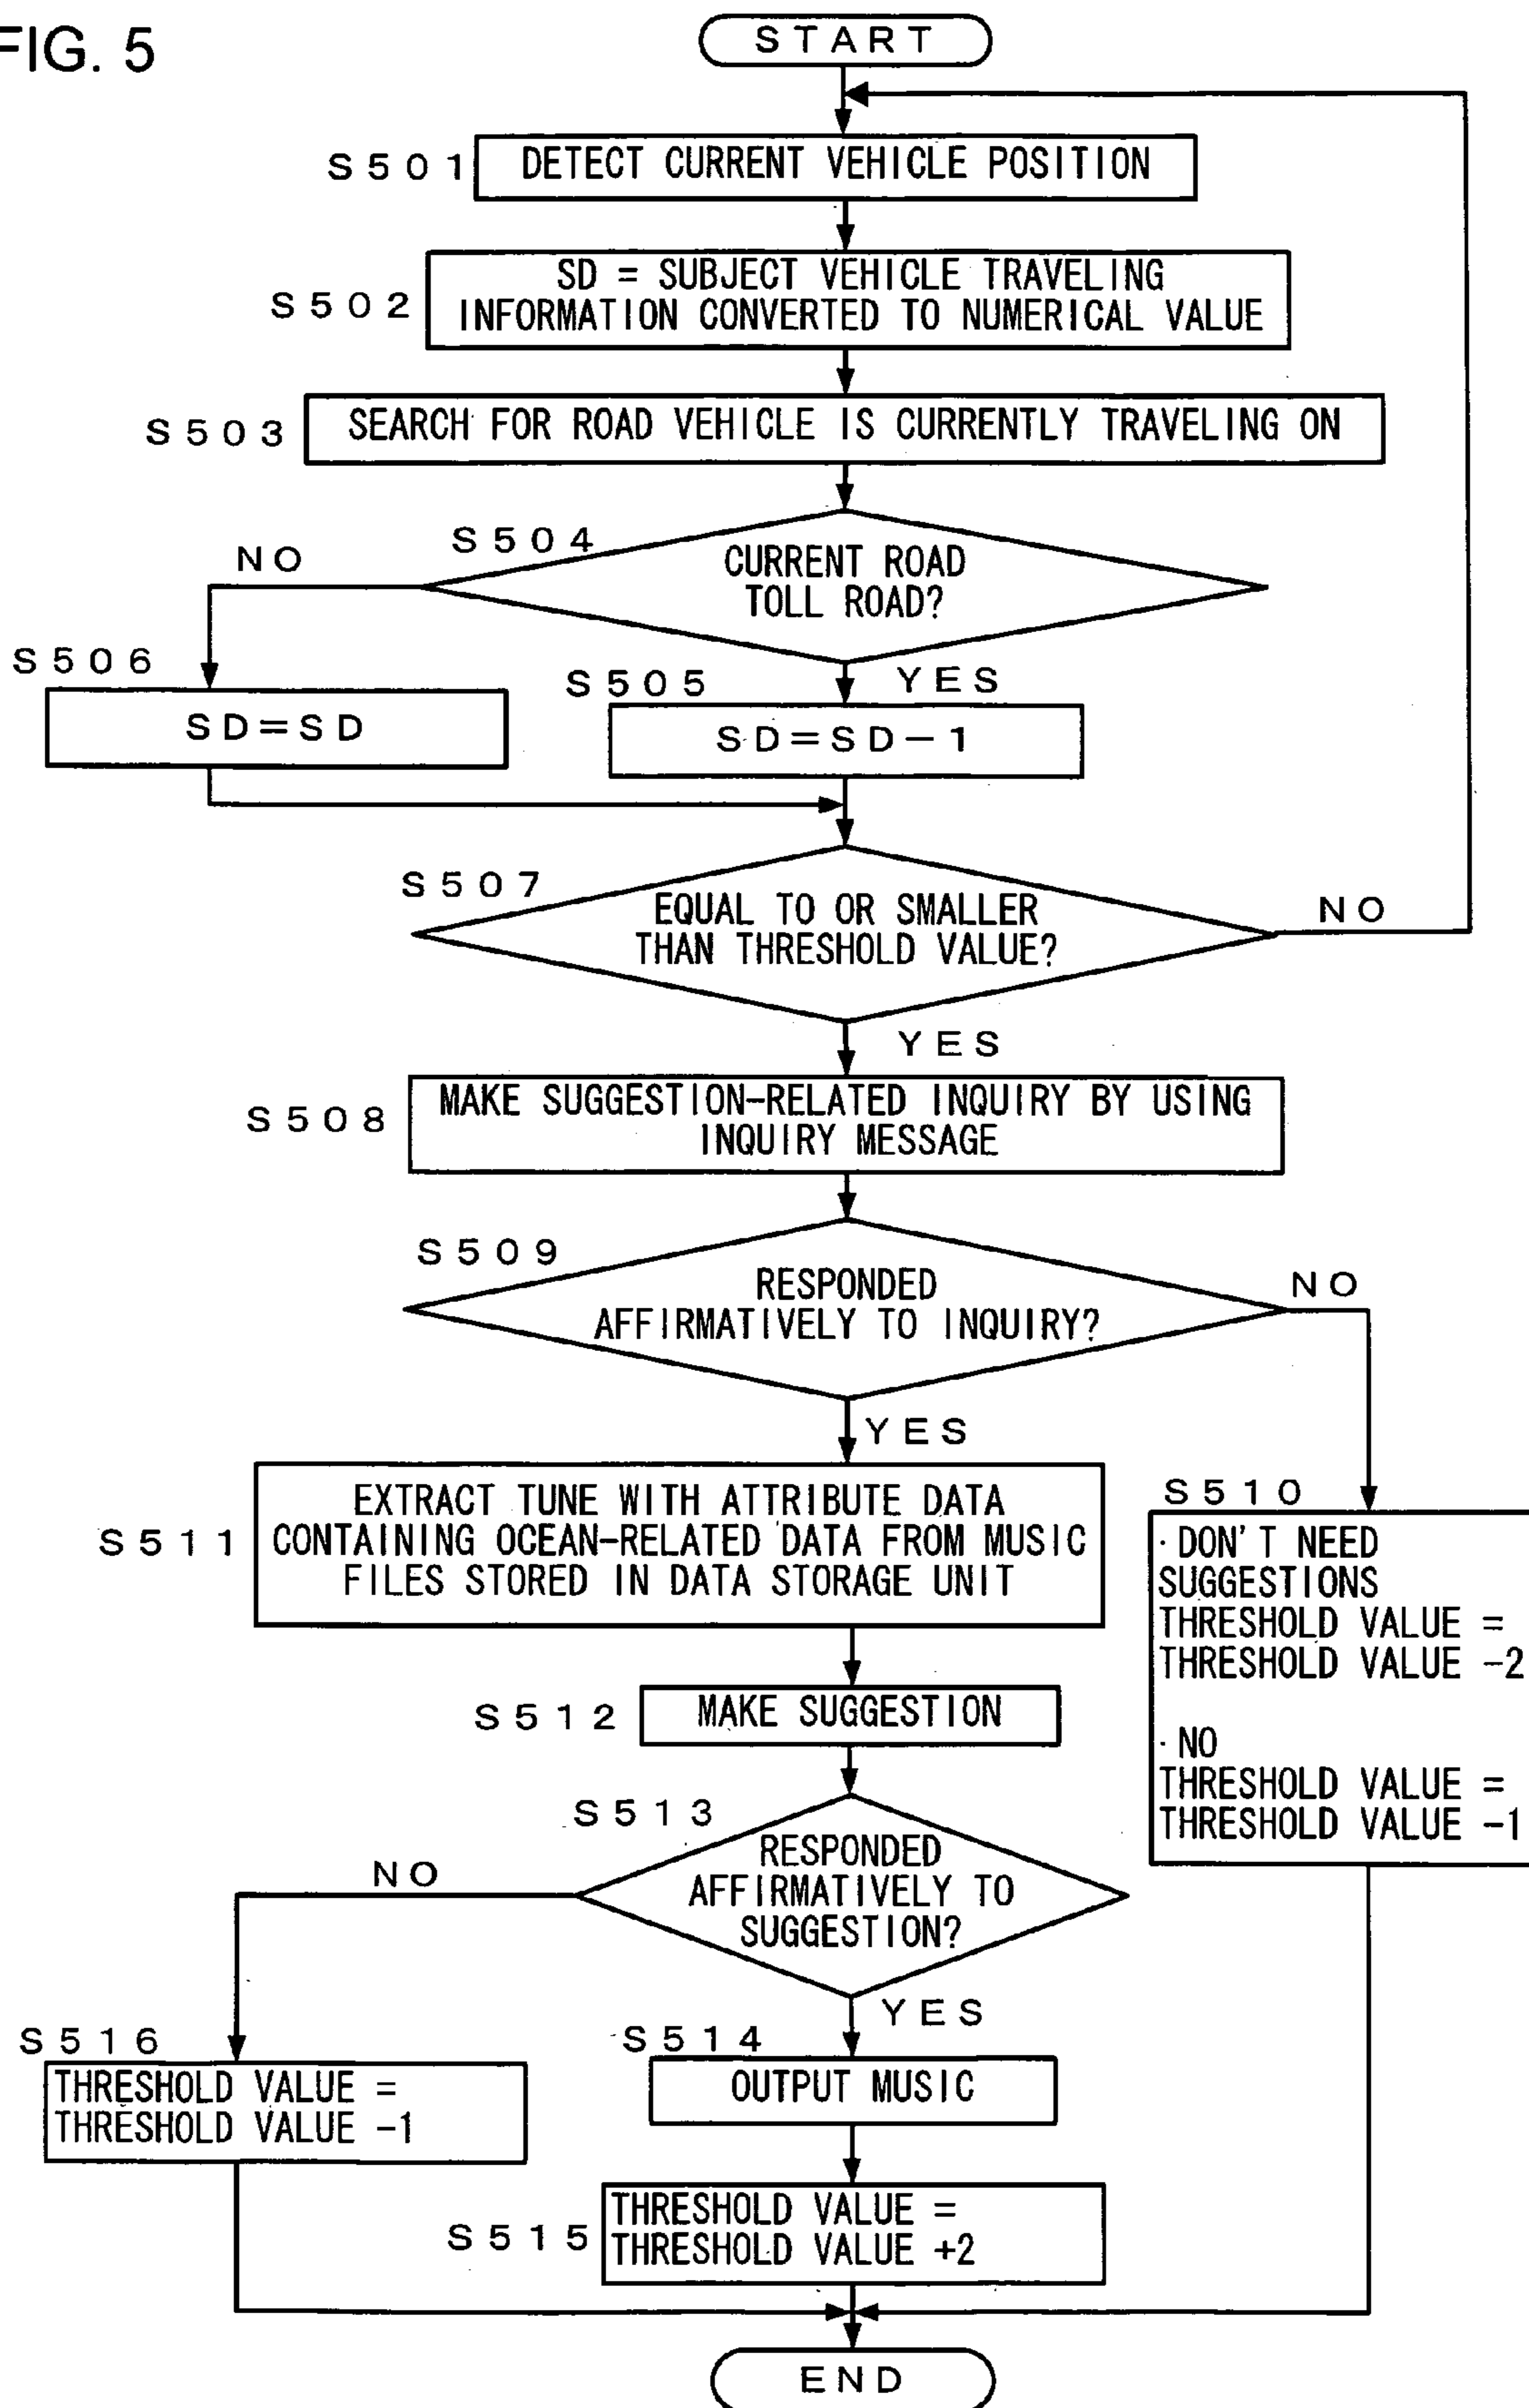 FIG. 5
START
S501
DETECT CURRENT VEHICLE POSITION
S502
SD = SUBJECT VEHICLE TRAVELING
INFORMATION CONVERTED TO NUMERICAL VALUE
S503
SEARCH FOR ROAD VEHICLE IS CURRENTLY TRAVELING ON
S504
CURRENT ROAD
TOLL ROAD?
NO
YES
S506
SD=SD
S505
SD=SD-1
S507
EQUAL TO OR SMALLER
THAN THRESHOLD VALUE?
NO
YES
S508
MAKE SUGGESTION-RELATED INQUIRY BY USING
INQUIRY MESSAGE
S509
RESPONDED
AFFIRMATIVELY TO INQUIRY?
NO
YES
S511
EXTRACT TUNE WITH ATTRIBUTE DATA
CONTAINING OCEAN-RELATED DATA FROM MUSIC
FILES STORED IN DATA STORAGE UNIT
S510
· DON'T NEED
SUGGESTIONS
THRESHOLD VALUE =
THRESHOLD VALUE -2
· NO
THRESHOLD VALUE =
THRESHOLD VALUE -1
S512
MAKE SUGGESTION
S513
RESPONDED
AFFIRMATIVELY TO
SUGGESTION?
NO
YES
S516
THRESHOLD VALUE =
THRESHOLD VALUE -1
S514
OUTPUT MUSIC
S515
THRESHOLD VALUE =
THRESHOLD VALUE +2
END